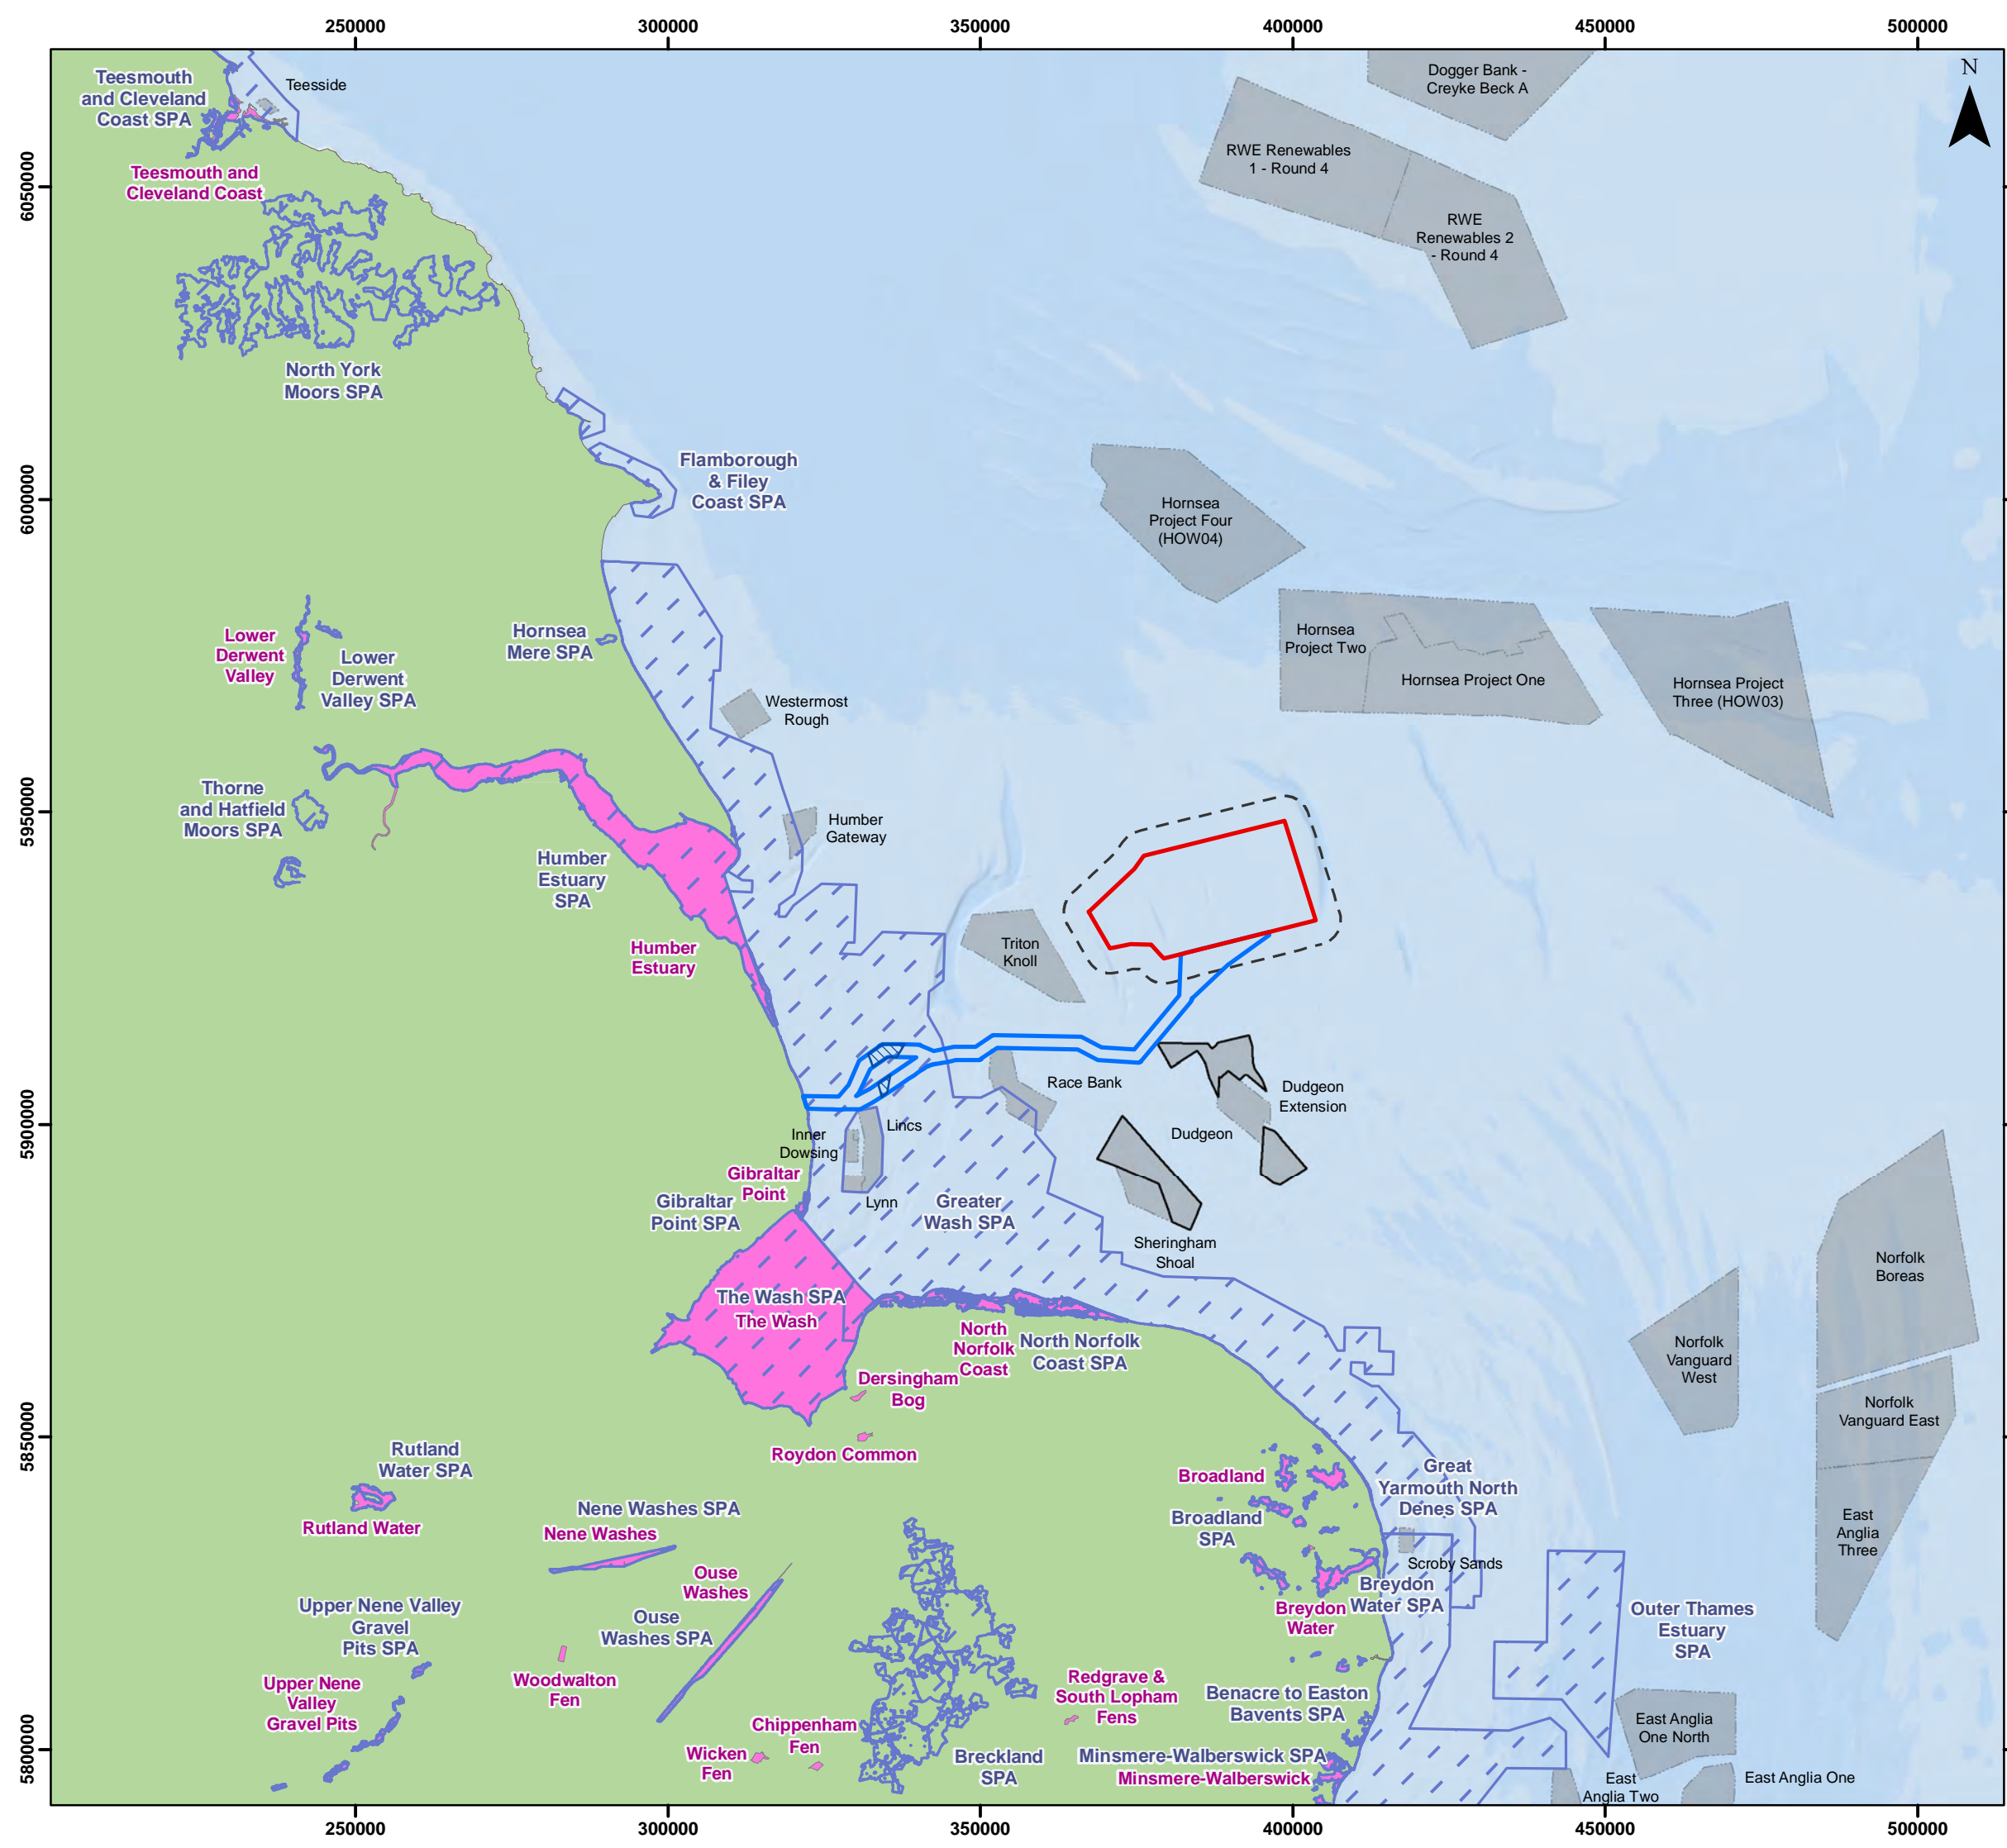 250000
300000
350000
400000
450000
500000
N
Teesmouth
and Cleveland
Coast SPA
Teesside
Teesmouth and
Cleveland Coast
Dogger Bank -
Creyke Beck A
RWE Renewables
1 - Round 4
RWE
Renewables 2
- Round 4
6050000
North York
Moors SPA
Flamborough
& Filey
Coast SPA
6000000
Hornsea
Project Four
(HOW04)
Hornsea
Mere SPA
Lower
Derwent
Valley
Lower
Derwent
Valley SPA
Hornsea
Project Two
Hornsea Project One
Hornsea Project
Three (HOW03)
Westermost
Rough
Thorne
and Hatfield
Moors SPA
5950000
Humber
Gateway
Humber
Estuary
SPA
Humber
Estuary
Triton
Knoll
Race Bank
Dudgeon
Extension
Dudgeon
5900000
Inner
Dowsing
Lincs
Lynn
Gibraltar
Point
Gibraltar
Point SPA
Greater
Wash SPA
Sheringham
Shoal
The Wash SPA
The Wash
North
Norfolk
Coast
North Norfolk
Coast SPA
Dersingham
Bog
Roydon Common
Norfolk
Boreas
Norfolk
Vanguard
West
Norfolk
Vanguard East
East
Anglia
Three
5850000
Rutland
Water SPA
Rutland Water
Nene Washes SPA
Nene Washes
Ouse
Washes
Ouse
Washes SPA
Upper Nene Valley
Gravel
Pits SPA
Upper Nene
Valley
Gravel Pits
Woodwalton
Fen
Wicken
Fen
Chippenham
Fen
Breckland
SPA
Redgrave &
South Lopham
Fens
Broadland
Broadland
SPA
Great
Yarmouth North
Denes SPA
Scroby Sands
Breydon
Water SPA
Breydon
Water
Benacre to Easton
Bavents SPA
Minsmere-Walberswick SPA
Minsmere-Walberswick
Outer Thames
Estuary
SPA
East Anglia
One North
East
Anglia Two
East Anglia One
5800000
250000
300000
350000
400000
450000
500000